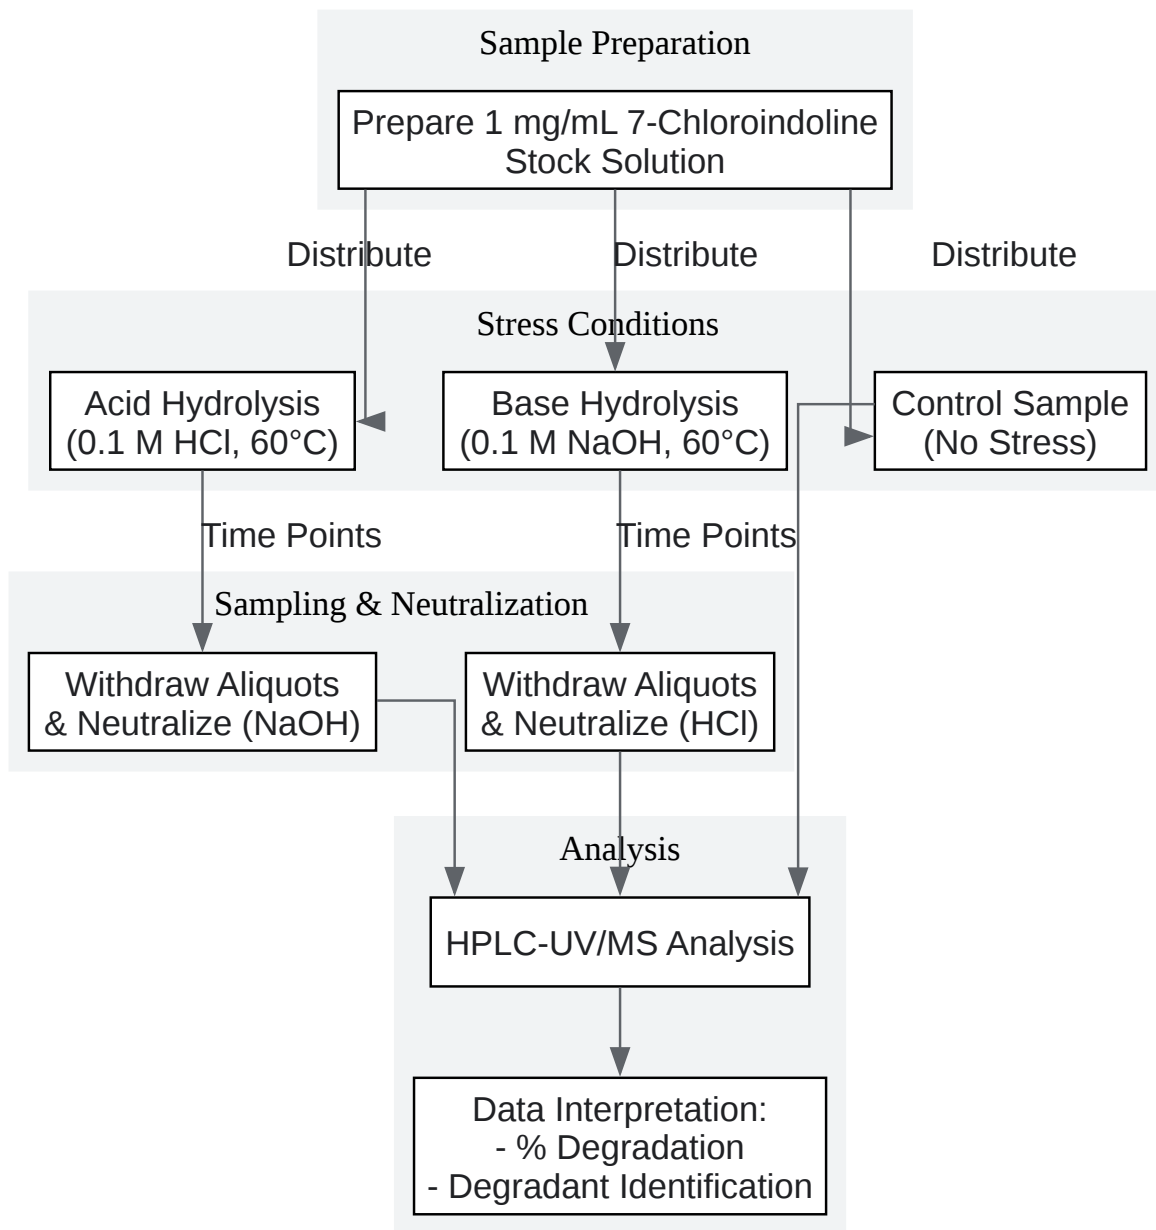 Sample Preparation
Prepare 1 mg/mL 7-Chloroindoline
Stock Solution
Distribute
Distribute
Distribute
Stress Conditions
Acid Hydrolysis
(0.1 M HCl, 60°C)
Base Hydrolysis
(0.1 M NaOH, 60°C)
Control Sample
(No Stress)
Time Points
Time Points
Sampling & Neutralization
Withdraw Aliquots
& Neutralize (NaOH)
Withdraw Aliquots
& Neutralize (HCl)
Analysis
HPLC-UV/MS Analysis
Data Interpretation:
- % Degradation
- Degradant Identification